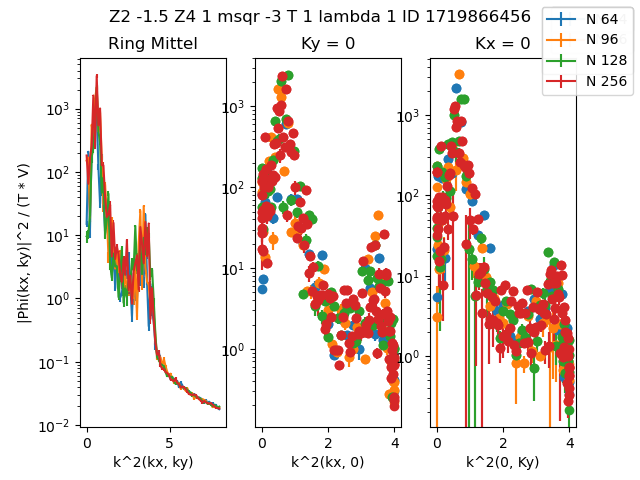 Z2 -1.5 Z4 1 msqr -3 T 1 lambda 1 ID 1719866456
N 64
N 96
N 128
N 256
Ring Mittel
Ky = 0
Kx = 0
|Phi(kx, ky)|^2 / (T * V)
10^3
10^2
10^1
10^0
10^-1
10^-2
0 5
k^2(kx, ky)
10^3
10^2
10^1
10^0
0 2 4
k^2(kx, 0)
10^3
10^2
10^1
10^0
0 2 4
k^2(0, Ky)